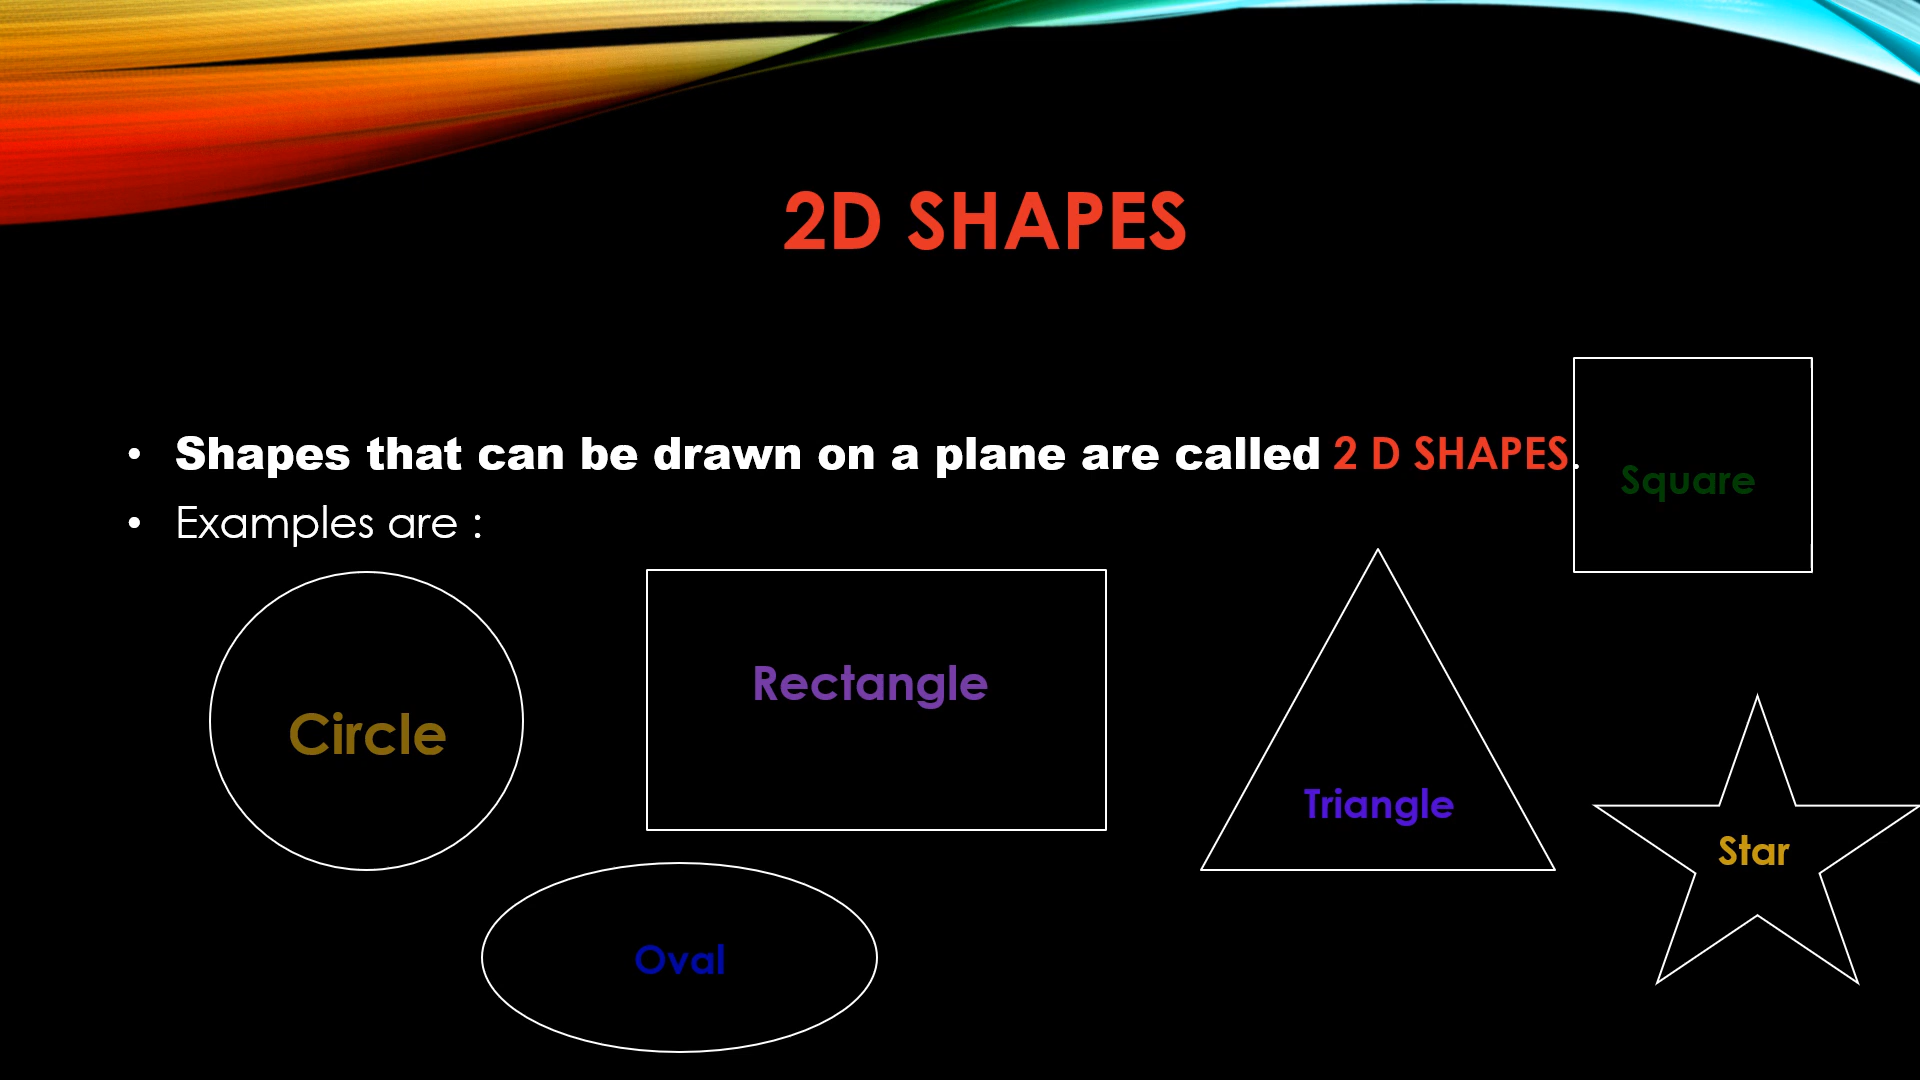 2D SHAPES
• Shapes that can be drawn on a plane are called 2 D SHAPES.
• Examples are :
Square
Circle
Rectangle
Triangle
Star
Oval